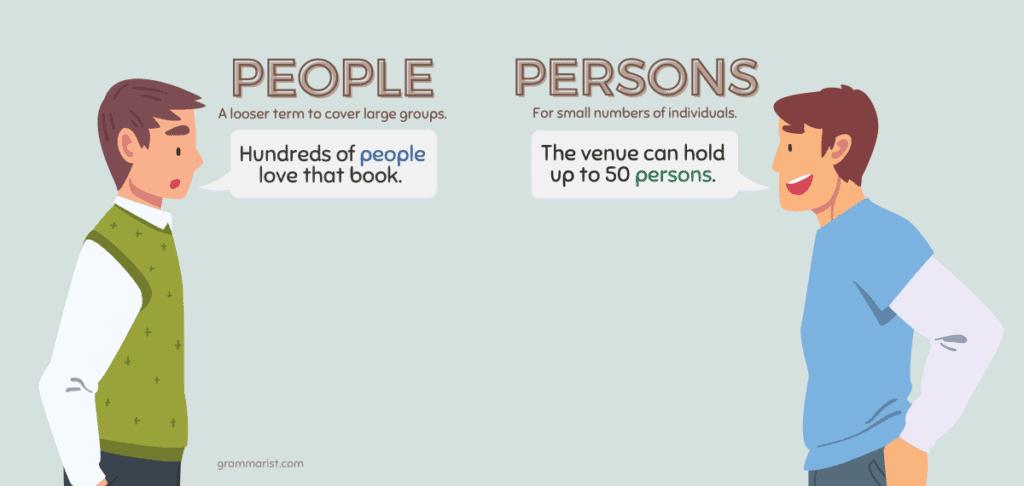 PEOPLE
A looser term to cover large groups.
Hundreds of people
love that book.
PERSONS
For small numbers of individuals.
The venue can hold
up to 50 persons.
grammarist.com